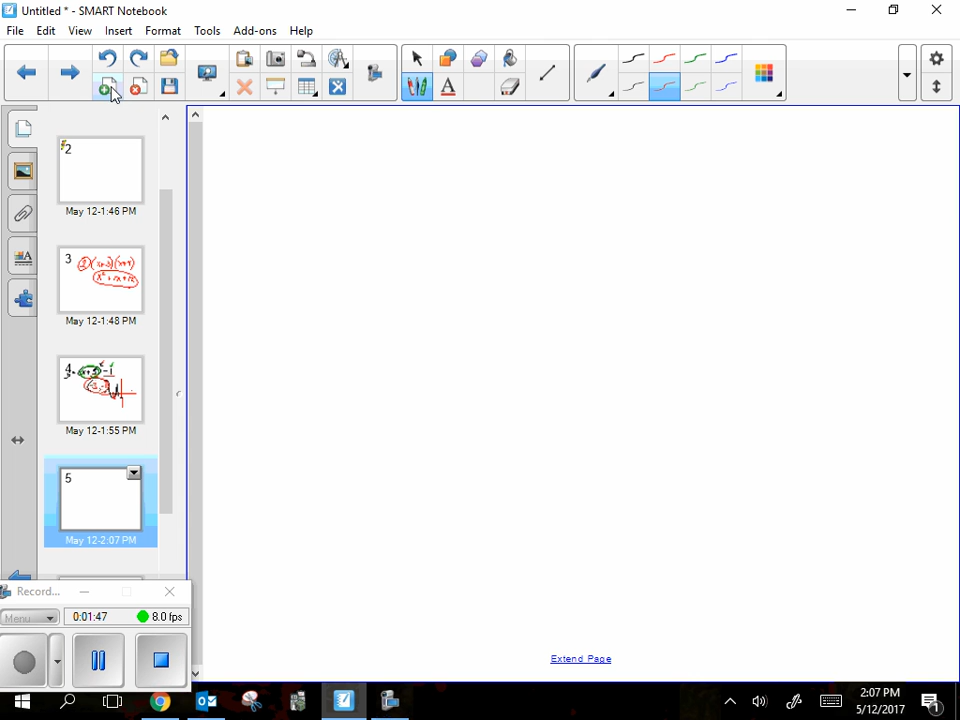 Untitled * - SMART Notebook
File Edit View Insert Format Tools Add-ons Help
2
May 12-1:46 PM
3
May 12-1:48 PM
4
May 12-1:55 PM
5
May 12-2:07 PM
Record...
Menu 0:01:47 8.0 fps
Extend Page
2:07 PM
5/12/2017
1